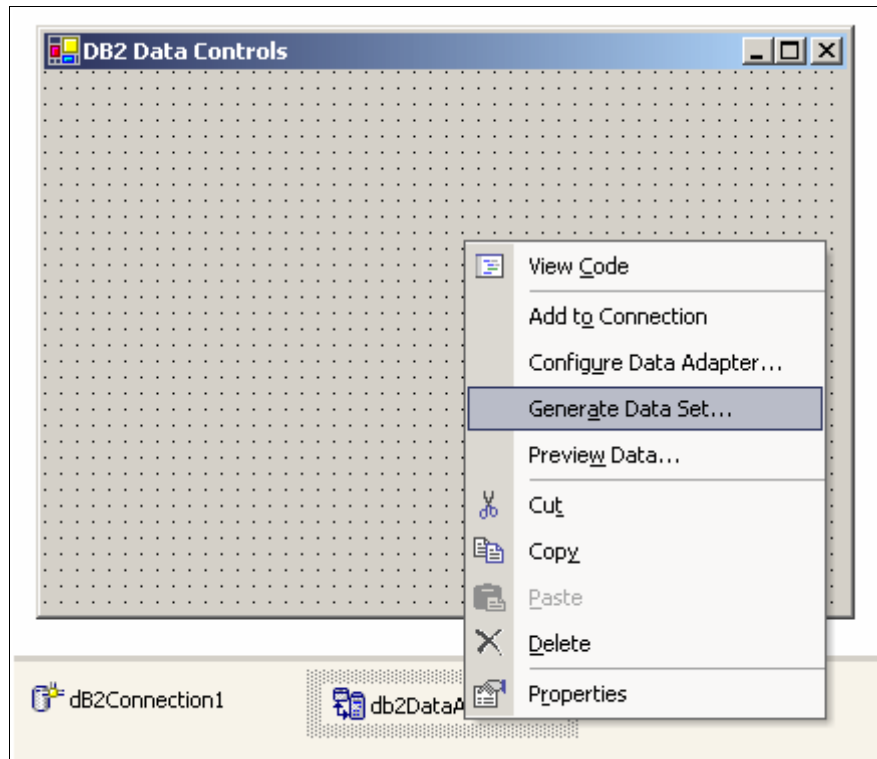 DB2 Data Controls
View Code
Add to Connection
Configure Data Adapter...
Generate Data Set...
Preview Data...
Cut
Copy
Paste
Delete
Properties
dB2Connection1
db2DataA